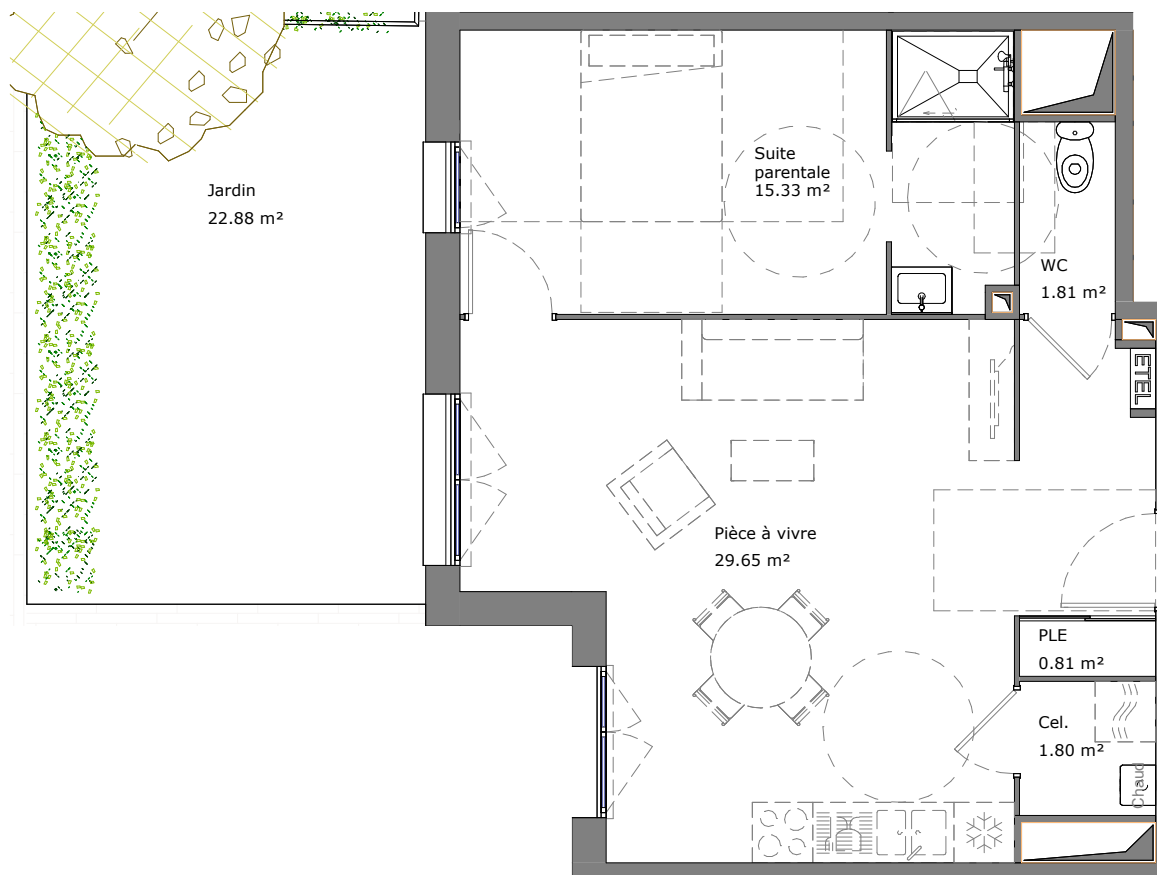 Jardin
22.88 m²
Suite
parentale
15.33 m²
WC
1.81 m²
ETEL
Pièce à vivre
29.65 m²
PLE
0.81 m²
Cel.
1.80 m²
Chaud